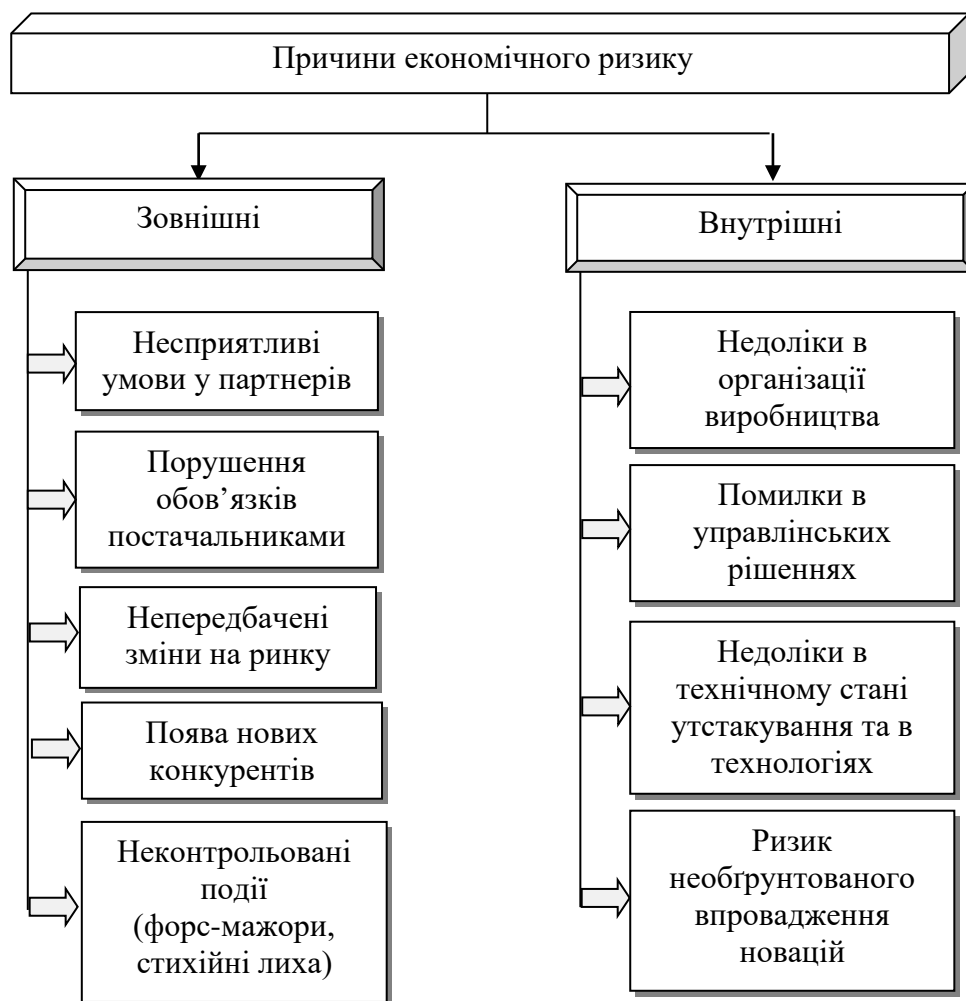 Причини економічного ризику
Зовнішні
Несприятливі
умови у партнерів
Порушення
обов’язків
постачальниками
Непередбачені
зміни на ринку
Поява нових
конкурентів
Неконтрольовані
події
(форс-мажори,
стихійні лиха)
Внутрішні
Недоліки в
організації
виробництва
Помилки в
управлінських
рішеннях
Недоліки в
технічному стані
утстакування та в
технологіях
Ризик
необґрунтованого
впровадження
новацій